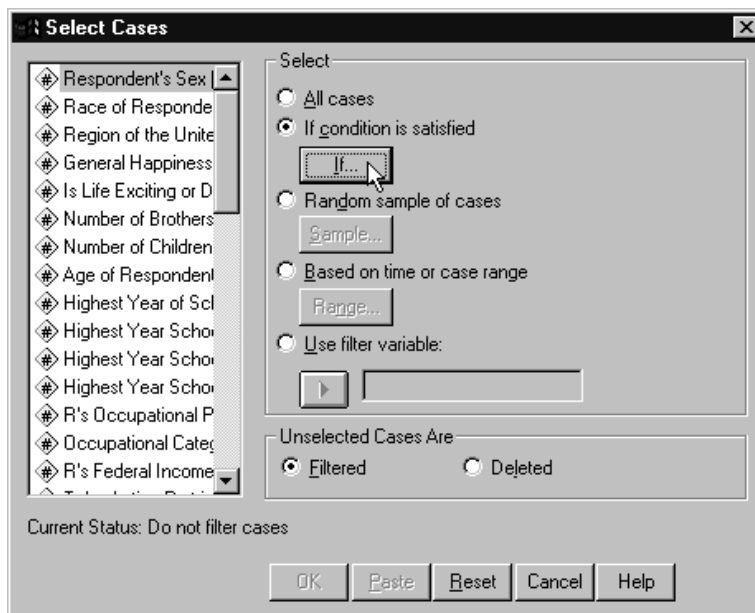 Select Cases
Respondent's Sex [
Race of Responde
Region of the Unite
General Happiness
Is Life Exciting or D
Number of Brothers
Number of Children
Age of Respondent
Highest Year of Scl
Highest Year Schoo
Highest Year Schoo
Highest Year Schoo
R's Occupational P
Occupational Categ
R's Federal Income
Select
All cases
If condition is satisfied
If...
Random sample of cases
Sample...
Based on time or case range
Range...
Use filter variable:
Unselected Cases Are
Filtered
Deleted
Current Status: Do not filter cases
OK
Paste
Reset
Cancel
Help